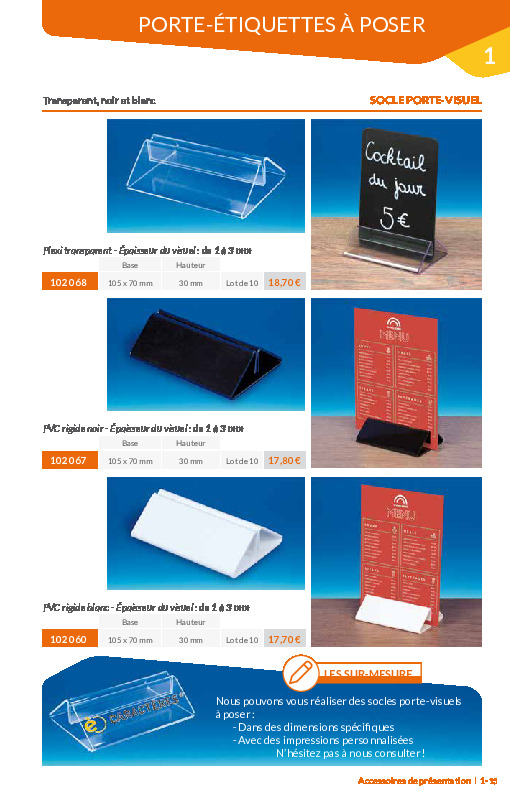 PORTE-ÉTIQUETTES À POSER
1
Transparent, noir et blanc
SOCLE PORTE-VISUEL
Cocktail
du jour
5€
Plexi transparent - Épaisseur du visuel : de 1 à 3 mm
Base Hauteur
102 068 105 x 70 mm 30 mm Lot de 10 18,70 €
MENU
PVC rigide noir - Épaisseur du visuel : de 1 à 3 mm
Base Hauteur
102 067 105 x 70 mm 30 mm Lot de 10 17,80 €
MENU
PVC rigide blanc - Épaisseur du visuel : de 1 à 3 mm
Base Hauteur
102 060 105 x 70 mm 30 mm Lot de 10 17,70 €
LES SUR-MESURE
Nous pouvons vous réaliser des socles porte-visuels
à poser :
- Dans des dimensions spécifiques
- Avec des impressions personnalisées
N'hésitez pas à nous consulter !
Accessoires de présentation | 1-15